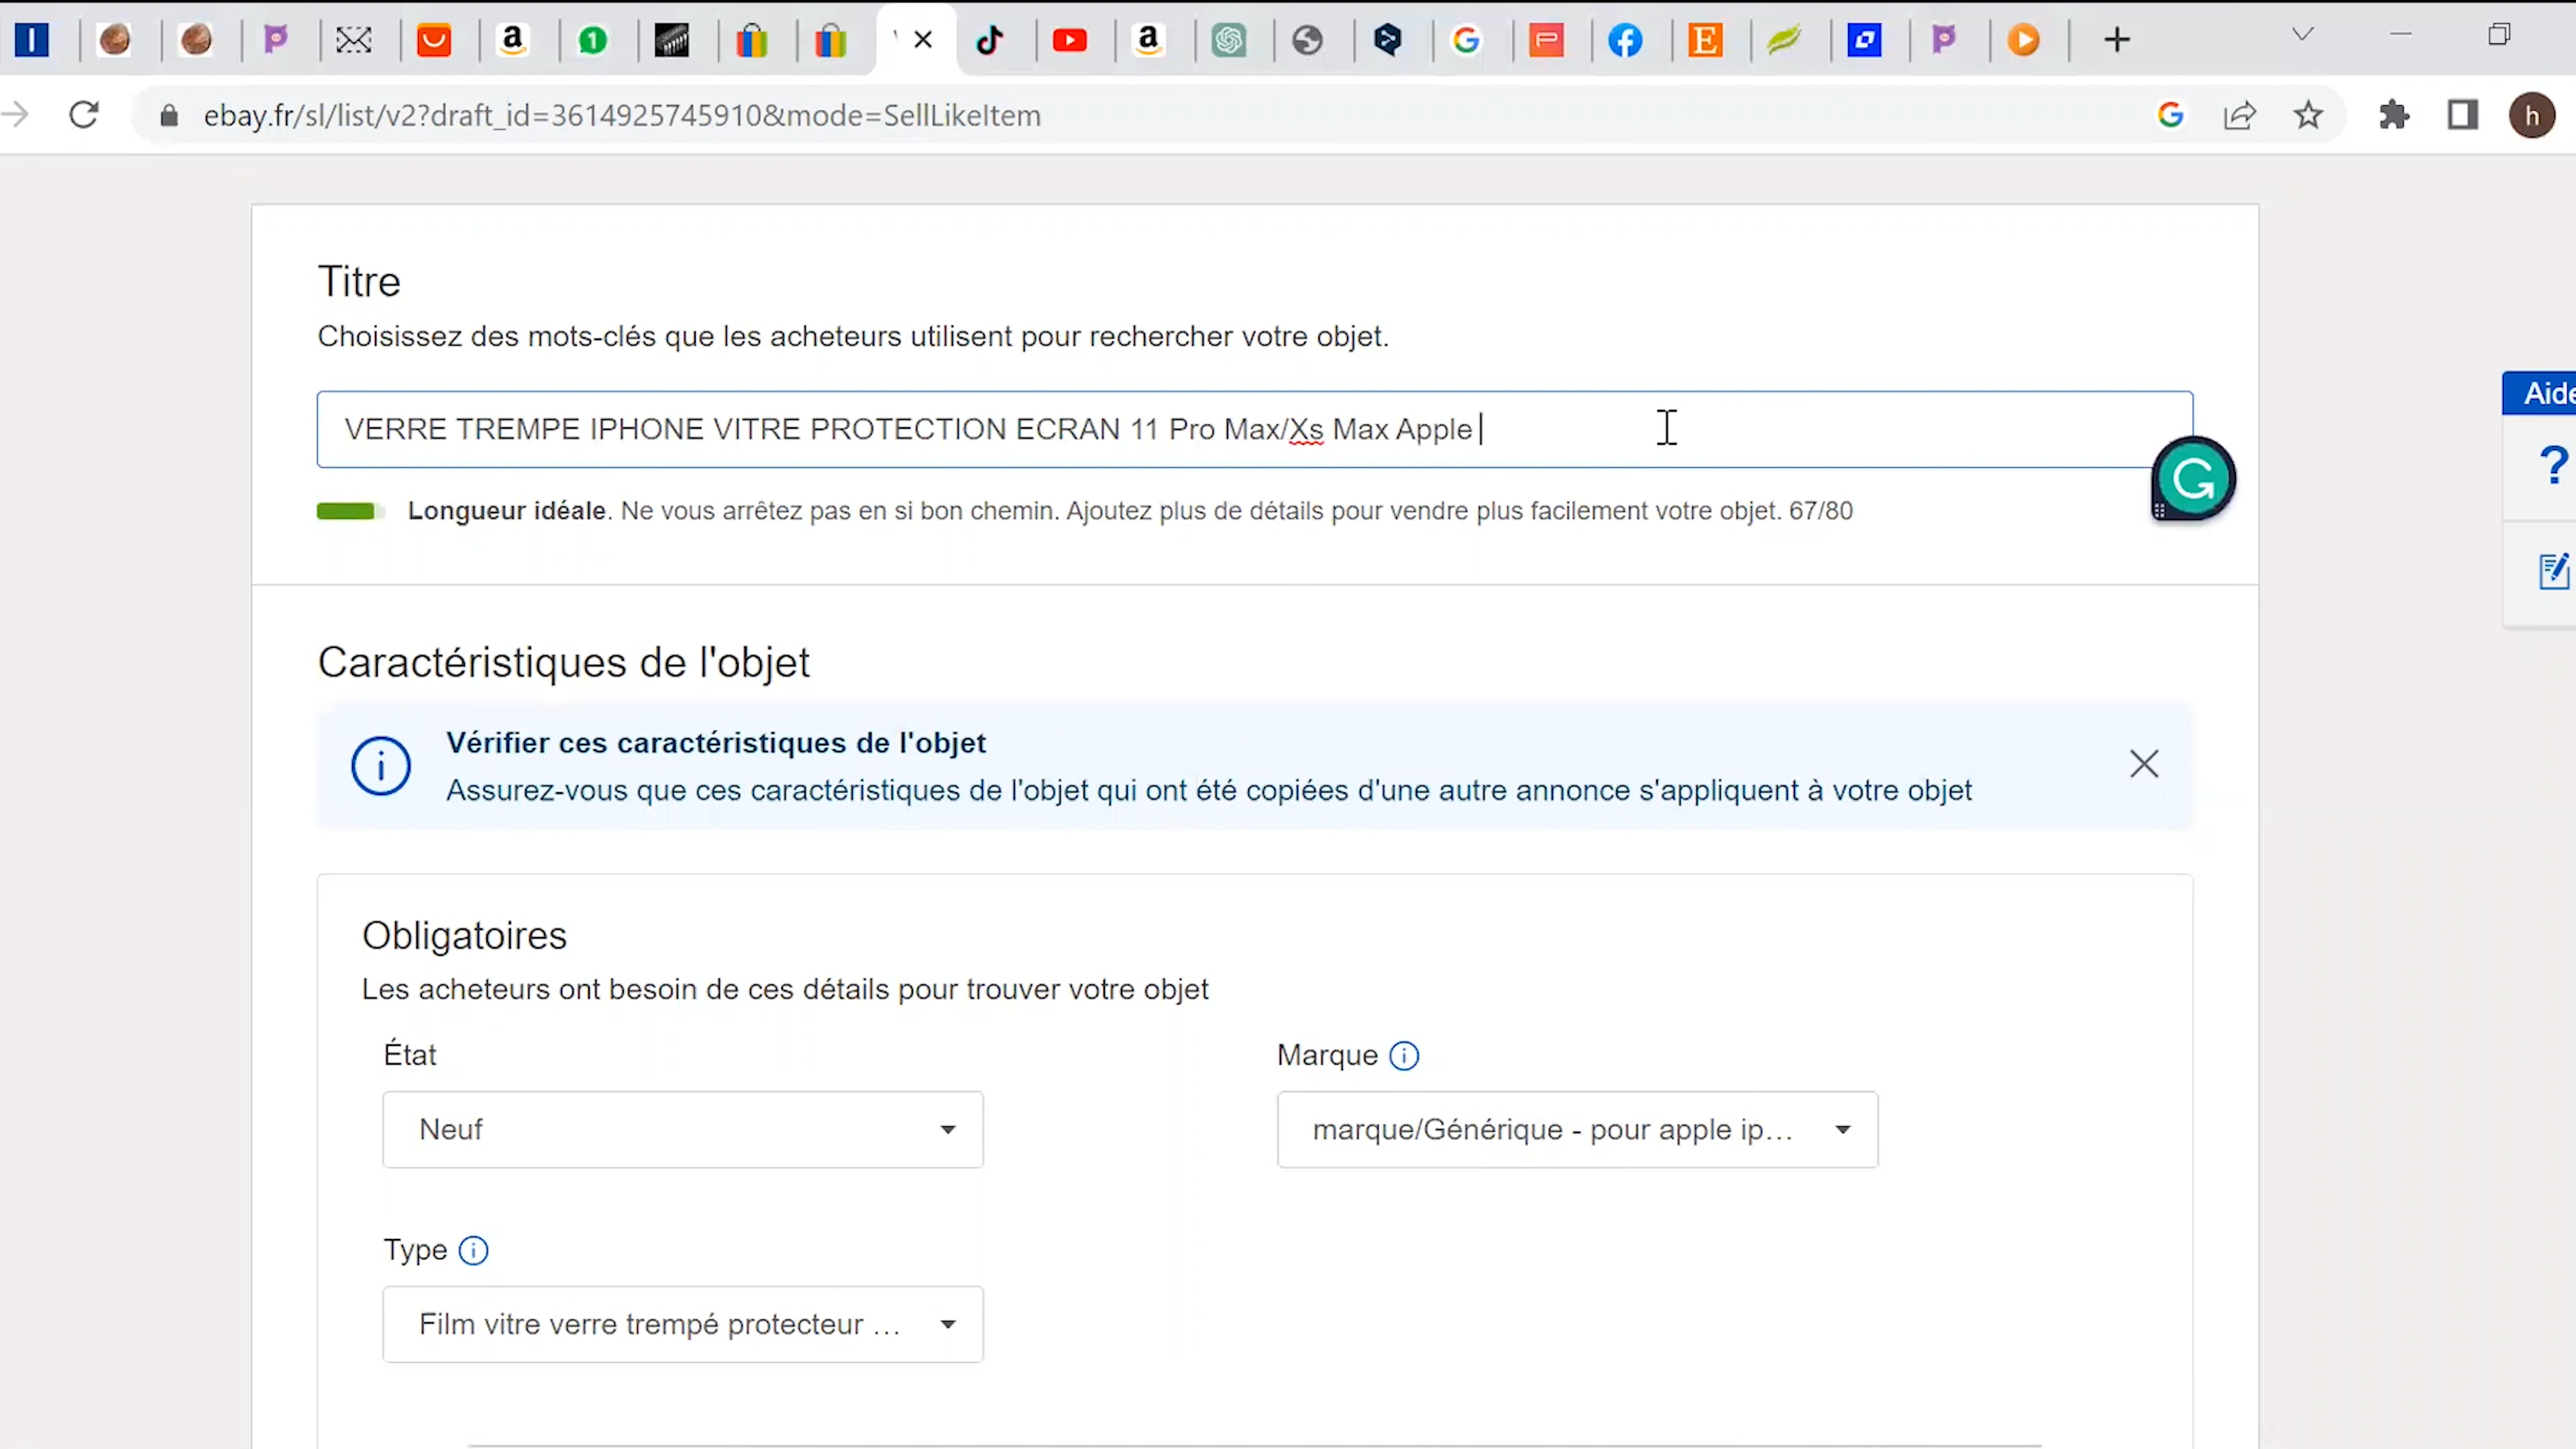 ebay.fr/sl/list/v2?draft_id=3614925745910&mode=SellLikeItem
h
Titre
Choisissez des mots-clés que les acheteurs utilisent pour rechercher votre objet.
VERRE TREMPE IPHONE VITRE PROTECTION ECRAN 11 Pro Max/Xs Max Apple
Longueur idéale. Ne vous arrêtez pas en si bon chemin. Ajoutez plus de détails pour vendre plus facilement votre objet. 67/80
Aide
?
Caractéristiques de l'objet
Vérifier ces caractéristiques de l'objet
Assurez-vous que ces caractéristiques de l'objet qui ont été copiées d'une autre annonce s'appliquent à votre objet
Obligatoires
Les acheteurs ont besoin de ces détails pour trouver votre objet
État
Marque
Neuf
marque/Générique - pour apple ip...
Type
Film vitre verre trempé protecteur ...